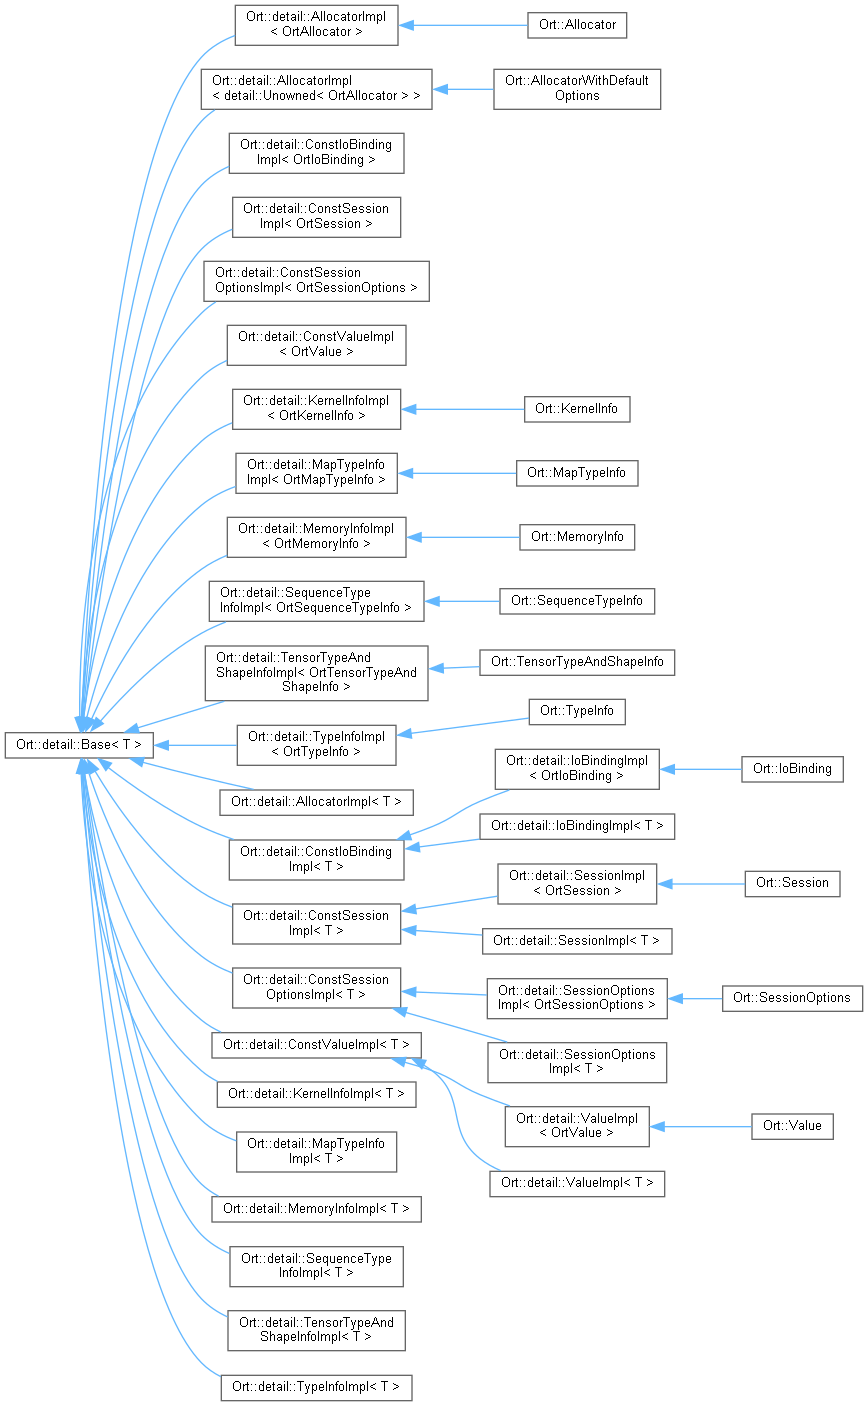 Ort::detail::AllocatorImpl
< OrtAllocator >
Ort::Allocator
Ort::detail::AllocatorImpl
< detail::Unowned< OrtAllocator > >
Ort::AllocatorWithDefault
Options
Ort::detail::ConstIoBinding
Impl< OrtIoBinding >
Ort::detail::ConstSession
Impl< OrtSession >
Ort::detail::ConstSession
OptionsImpl< OrtSessionOptions >
Ort::detail::ConstValueImpl
< OrtValue >
Ort::detail::KernelInfoImpl
< OrtKernelInfo >
Ort::KernelInfo
Ort::detail::MapTypeInfo
Impl< OrtMapTypeInfo >
Ort::MapTypeInfo
Ort::detail::MemoryInfoImpl
< OrtMemoryInfo >
Ort::MemoryInfo
Ort::detail::SequenceType
InfoImpl< OrtSequenceTypeInfo >
Ort::SequenceTypeInfo
Ort::detail::TensorTypeAnd
ShapeInfoImpl< OrtTensorTypeAnd
ShapeInfo >
Ort::TensorTypeAndShapeInfo
Ort::TypeInfo
Ort::detail::Base< T >
Ort::detail::TypeInfoImpl
< OrtTypeInfo >
Ort::detail::IoBindingImpl
< OrtIoBinding >
Ort::IoBinding
Ort::detail::AllocatorImpl< T >
Ort::detail::IoBindingImpl< T >
Ort::detail::ConstIoBinding
Impl< T >
Ort::detail::SessionImpl
< OrtSession >
Ort::Session
Ort::detail::ConstSession
Impl< T >
Ort::detail::SessionImpl< T >
Ort::detail::ConstSession
OptionsImpl< T >
Ort::detail::SessionOptions
Impl< OrtSessionOptions >
Ort::SessionOptions
Ort::detail::ConstValueImpl< T >
Ort::detail::SessionOptions
Impl< T >
Ort::detail::KernelInfoImpl< T >
Ort::detail::ValueImpl
< OrtValue >
Ort::Value
Ort::detail::MapTypeInfo
Impl< T >
Ort::detail::ValueImpl< T >
Ort::detail::MemoryInfoImpl< T >
Ort::detail::SequenceType
InfoImpl< T >
Ort::detail::TensorTypeAnd
ShapeInfoImpl< T >
Ort::detail::TypeInfoImpl< T >